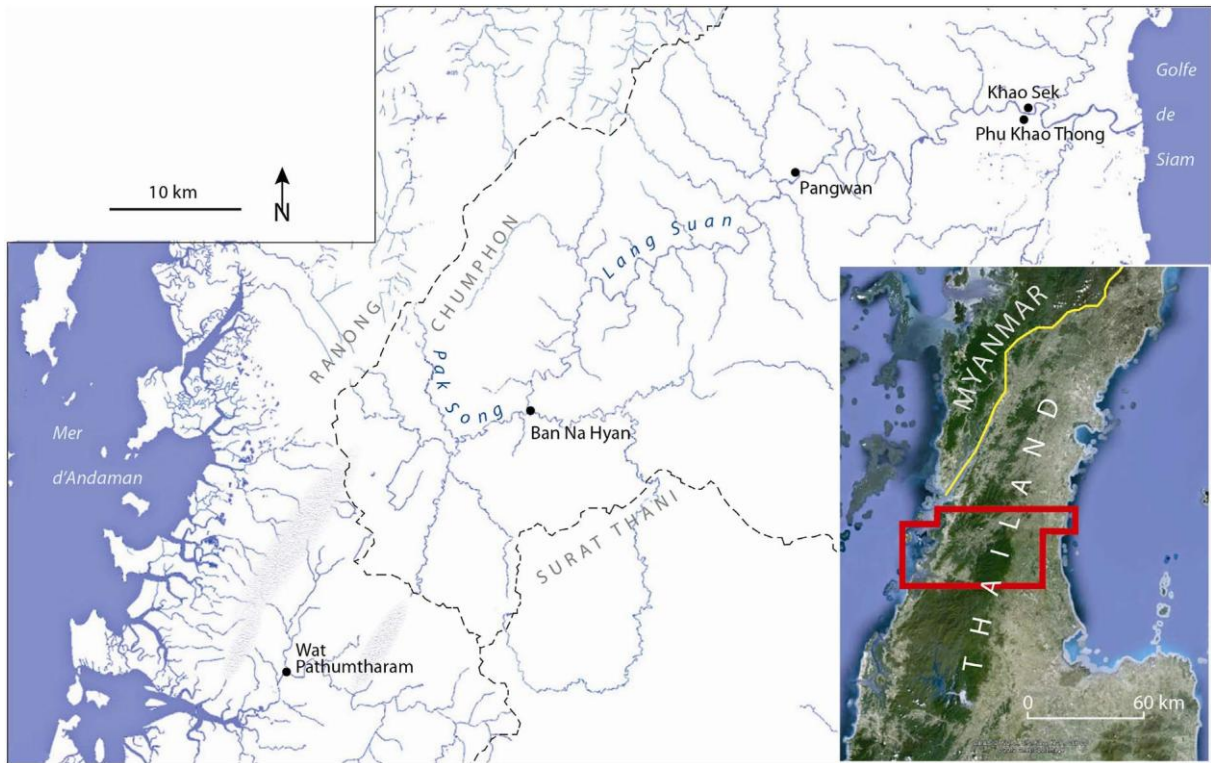 Golfe
de
Siam
Khao Sek
Phu Khao Thong
Pangwan
10 km
N
Lang Suan
CHUMPHON
RANONG
Pak Song
Ban Na Hyan
Mer
d'Andaman
SURAT THANI
Wat
Pathumtharam
MYANMAR
THAILAND
60 km